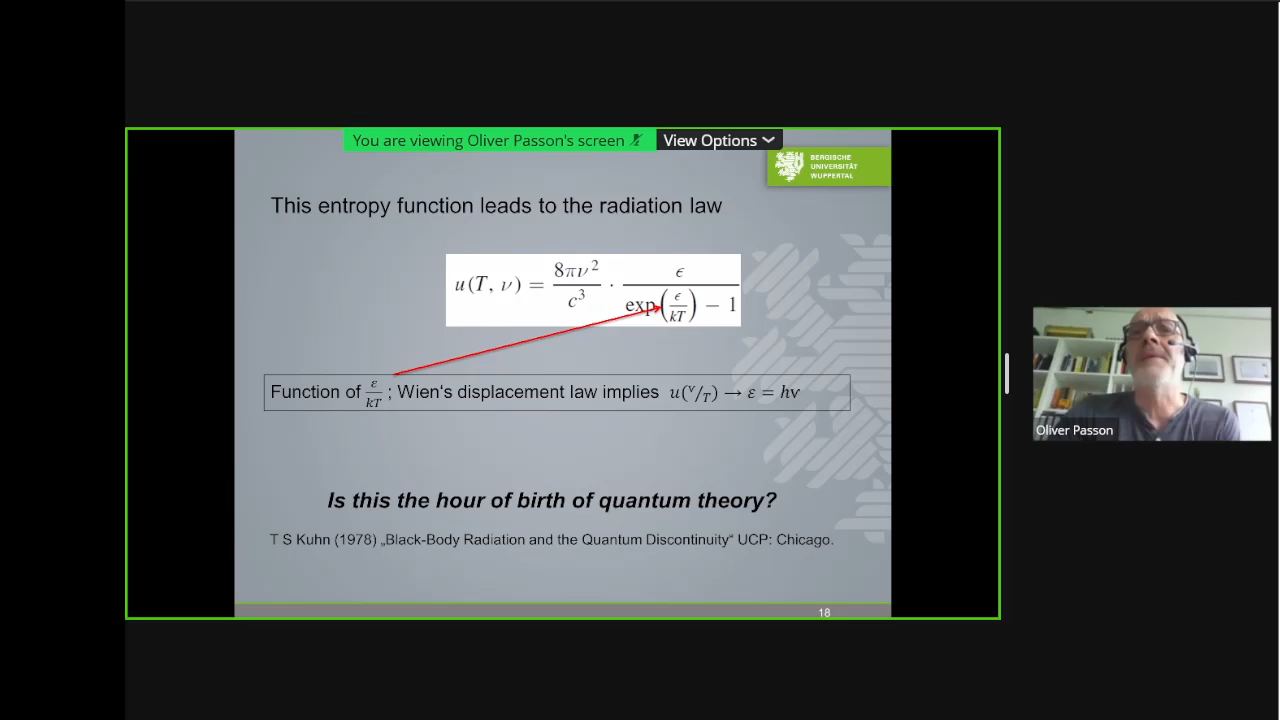 You are viewing Oliver Passon's screen View Options
BERGISCHE
UNIVERSITÄT
WUPPERTAL
This entropy function leads to the radiation law
u(T, ν) = 8πν²/c³ · ϵ/(exp(ϵ/kT) − 1)
Function of ε/kT ; Wien's displacement law implies u(ν/T) → ε = hν
Is this the hour of birth of quantum theory?
T S Kuhn (1978) „Black-Body Radiation and the Quantum Discontinuity“ UCP: Chicago.
18
Oliver Passon